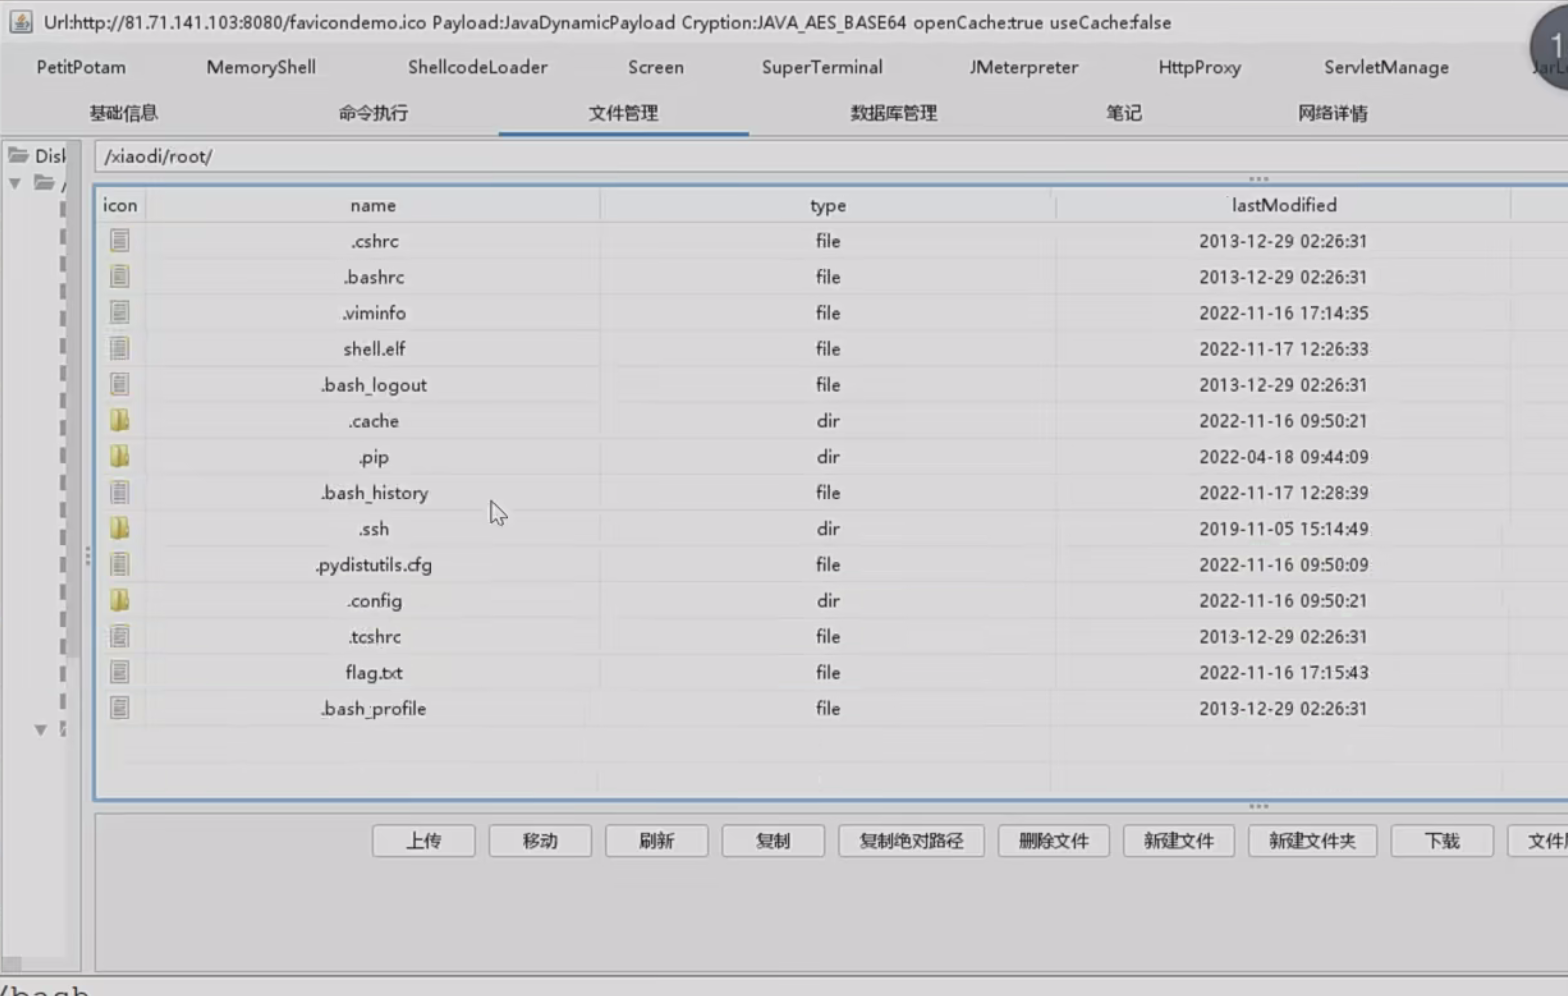 Url:http://81.71.141.103:8080/favicondemo.ico Payload:JavaDynamicPayload Cryption:JAVA_AES_BASE64 openCache:true useCache:false
PetitPotam MemoryShell ShellcodeLoader Screen SuperTerminal JMeterpreter HttpProxy ServletManage
基础信息 命令执行 文件管理 数据库管理 笔记 网络详情
/xiaodi/root/
icon name type lastModified
.cshrc file 2013-12-29 02:26:31
.bashrc file 2013-12-29 02:26:31
.viminfo file 2022-11-16 17:14:35
shell.elf file 2022-11-17 12:26:33
.bash_logout file 2013-12-29 02:26:31
.cache dir 2022-11-16 09:50:21
.pip dir 2022-04-18 09:44:09
.bash_history file 2022-11-17 12:28:39
.ssh dir 2019-11-05 15:14:49
.pydistutils.cfg file 2022-11-16 09:50:09
.config dir 2022-11-16 09:50:21
.tcshrc file 2013-12-29 02:26:31
flag.txt file 2022-11-16 17:15:43
.bash_profile file 2013-12-29 02:26:31
上传 移动 刷新 复制 复制绝对路径 删除文件 新建文件 新建文件夹 下载